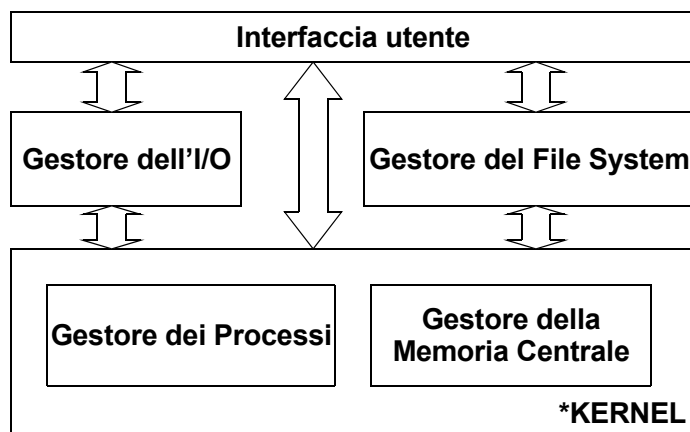 Interfaccia utente
Gestore dell'I/O
Gestore del File System
Gestore dei Processi
Gestore della
Memoria Centrale
*KERNEL